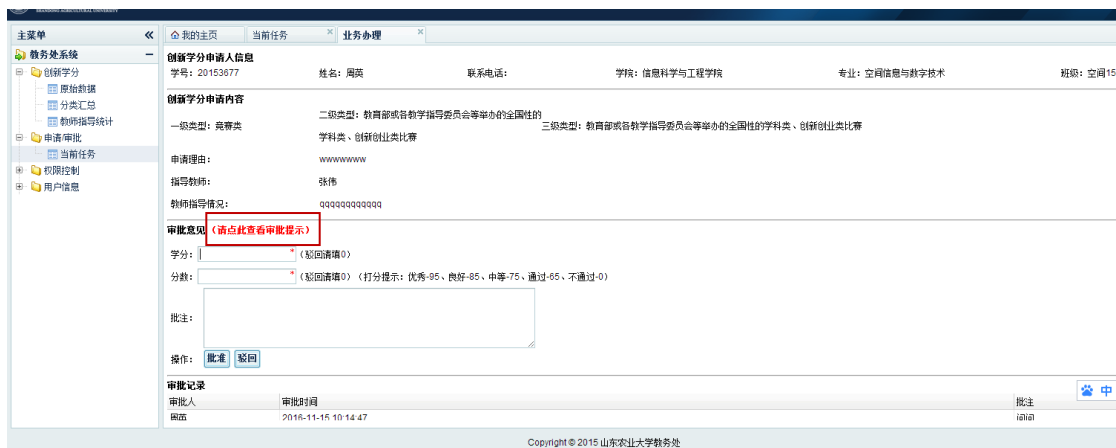 SHANDONG AGRICULTURAL UNIVERSITY
主菜单 «
我的主页 当前任务 × 业务办理 ×
教务处系统
创新学分
原始数据
分类汇总
教师指导统计
申请/审批
当前任务
权限控制
用户信息
创新学分申请人信息
学号：20153677 姓名：周英 联系电话： 学院：信息科学与工程学院 专业：空间信息与数字技术 班级：空间15
创新学分申请内容
一级类型：竞赛类 二级类型：教育部或各教学指导委员会等举办的全国性的学科类、创新创业类比赛 三级类型：教育部或各教学指导委员会等举办的全国性的学科类、创新创业类比赛
申请理由： wwwwwww
指导教师： 张伟
教师指导情况： qqqqqqqqqqqq
审批意见（请点此查看审批提示）
学分： *（驳回请填0）
分数： *（驳回请填0）（打分提示：优秀-95、良好-85、中等-75、通过-65、不通过-0）
批注：
操作： 批准 驳回
审批记录
审批人 审批时间 批注
周英 2016-11-15 10:14:47
中
Copyright © 2015 山东农业大学教务处